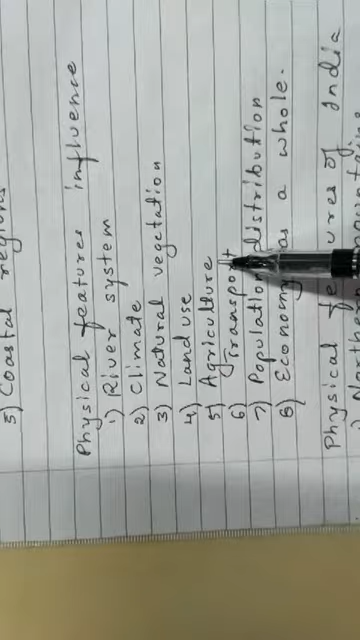 5) Coastal regions
Physical features influence
1) River system
2) Climate
3) Natural vegetation
4) Land use
5) Agriculture
6) Transport
7) Population distribution
8) Economy as a whole.
Physical of India
1)